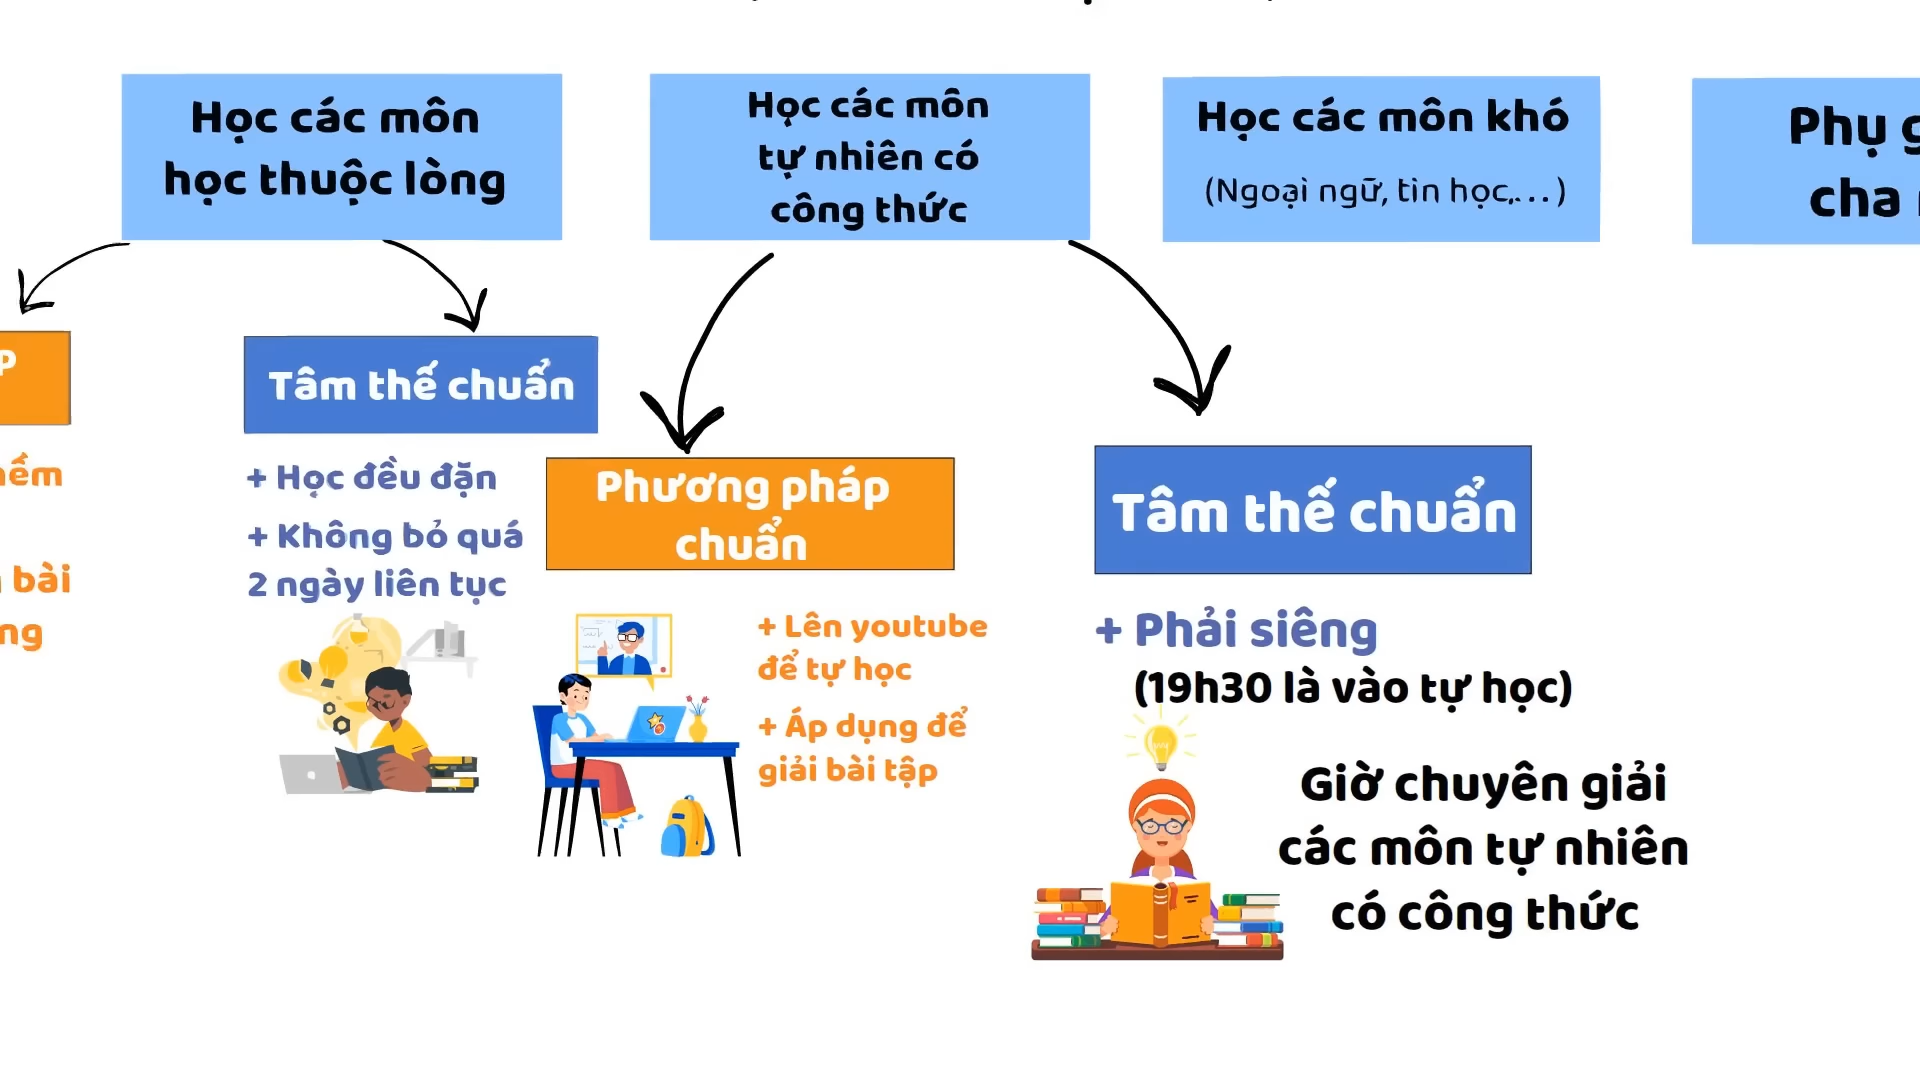 Học các môn
học thuộc lòng
Học các môn
tự nhiên có
công thức
Học các môn khó
(Ngoại ngữ, tin học,...)
Phụ
cha
Tâm thế chuẩn
+ Học đều đặn
+ Không bỏ quá
2 ngày liên tục
bài
Phương pháp
chuẩn
+ Lên youtube
để tự học
+ Áp dụng để
giải bài tập
Tâm thế chuẩn
+ Phải siêng
(19h30 là vào tự học)
Giờ chuyên giải
các môn tự nhiên
có công thức